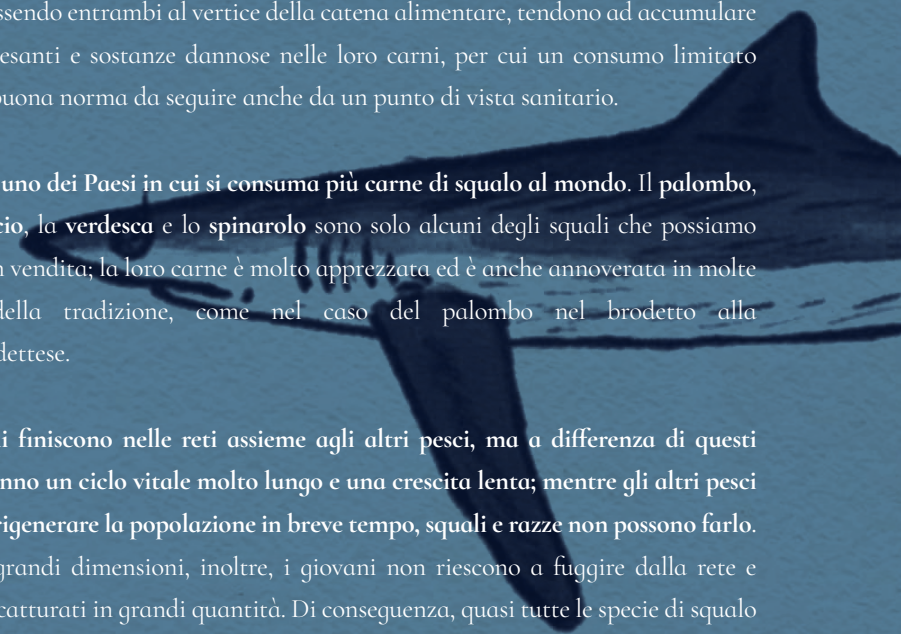 ssendo entrambi al vertice della catena alimentare, tendono ad accumulare
esanti e sostanze dannose nelle loro carni, per cui un consumo limitato
buona norma da seguire anche da un punto di vista sanitario.
uno dei Paesi in cui si consuma più carne di squalo al mondo. Il palombo,
cio, la verdesca e lo spinarolo sono solo alcuni degli squali che possiamo
n vendita; la loro carne è molto apprezzata ed è anche annoverata in molte
della tradizione, come nel caso del palombo nel brodetto alla
dettese.
li finiscono nelle reti assieme agli altri pesci, ma a differenza di questi
nno un ciclo vitale molto lungo e una crescita lenta; mentre gli altri pesci
rigenerare la popolazione in breve tempo, squali e razze non possono farlo.
grandi dimensioni, inoltre, i giovani non riescono a fuggire dalla rete e
catturati in grandi quantità. Di conseguenza, quasi tutte le specie di squalo